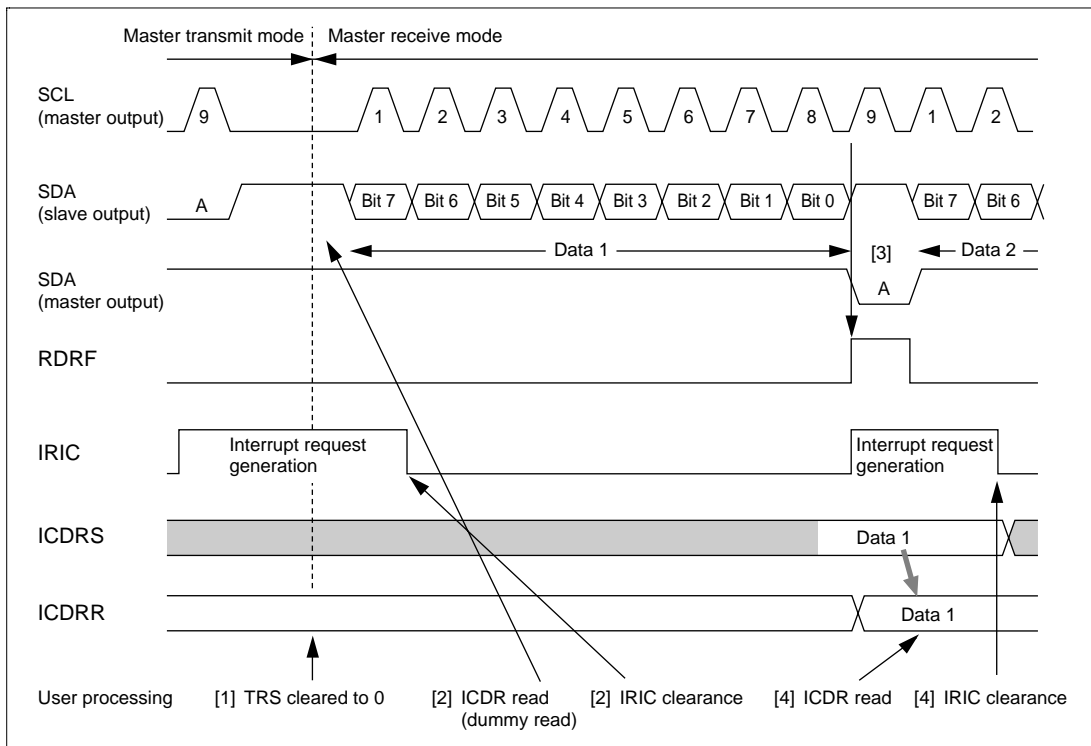 Master transmit mode Master receive mode
SCL
(master output)
9 1 2 3 4 5 6 7 8 9 1 2
SDA
(slave output)
A Bit 7 Bit 6 Bit 5 Bit 4 Bit 3 Bit 2 Bit 1 Bit 0 Bit 7 Bit 6
Data 1 [3] Data 2
SDA
(master output)
A
RDRF
IRIC
Interrupt request
generation
Interrupt request
generation
ICDRS
Data 1
ICDRR
Data 1
User processing
[1] TRS cleared to 0
[2] ICDR read
(dummy read)
[2] IRIC clearance
[4] ICDR read
[4] IRIC clearance